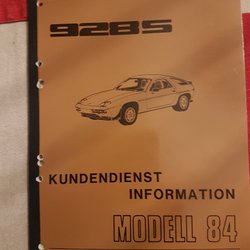 928S
KUNDENDIENST
INFORMATION
MODELL 84